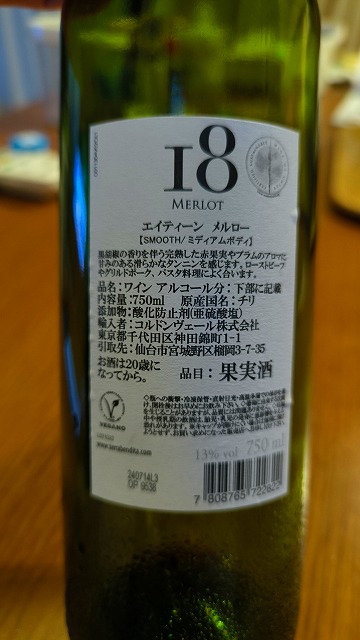 18
MERLOT
エイティーン メルロー
【SMOOTH/ミディアムボディ】
黒胡椒の香りを伴う完熟した赤果実やプラムのアロマに
甘みのある滑らかなタンニンを感じます。ローストビーフ
やグリルドポーク、パスタ料理によく合います。
品名:ワイン アルコール分:下部に記載
内容量:750ml 原産国名:チリ
添加物:酸化防止剤(亜硫酸塩)
輸入者:コルドンヴェール株式会社
東京都千代田区神田錦町1-1
引取先:仙台市宮城野区榴岡3-7-35
お酒は20歳に
なってから。
品目:果実酒
VEGANO
240714L3
OP 9538
13% vol 750 ml
7 808765 722822